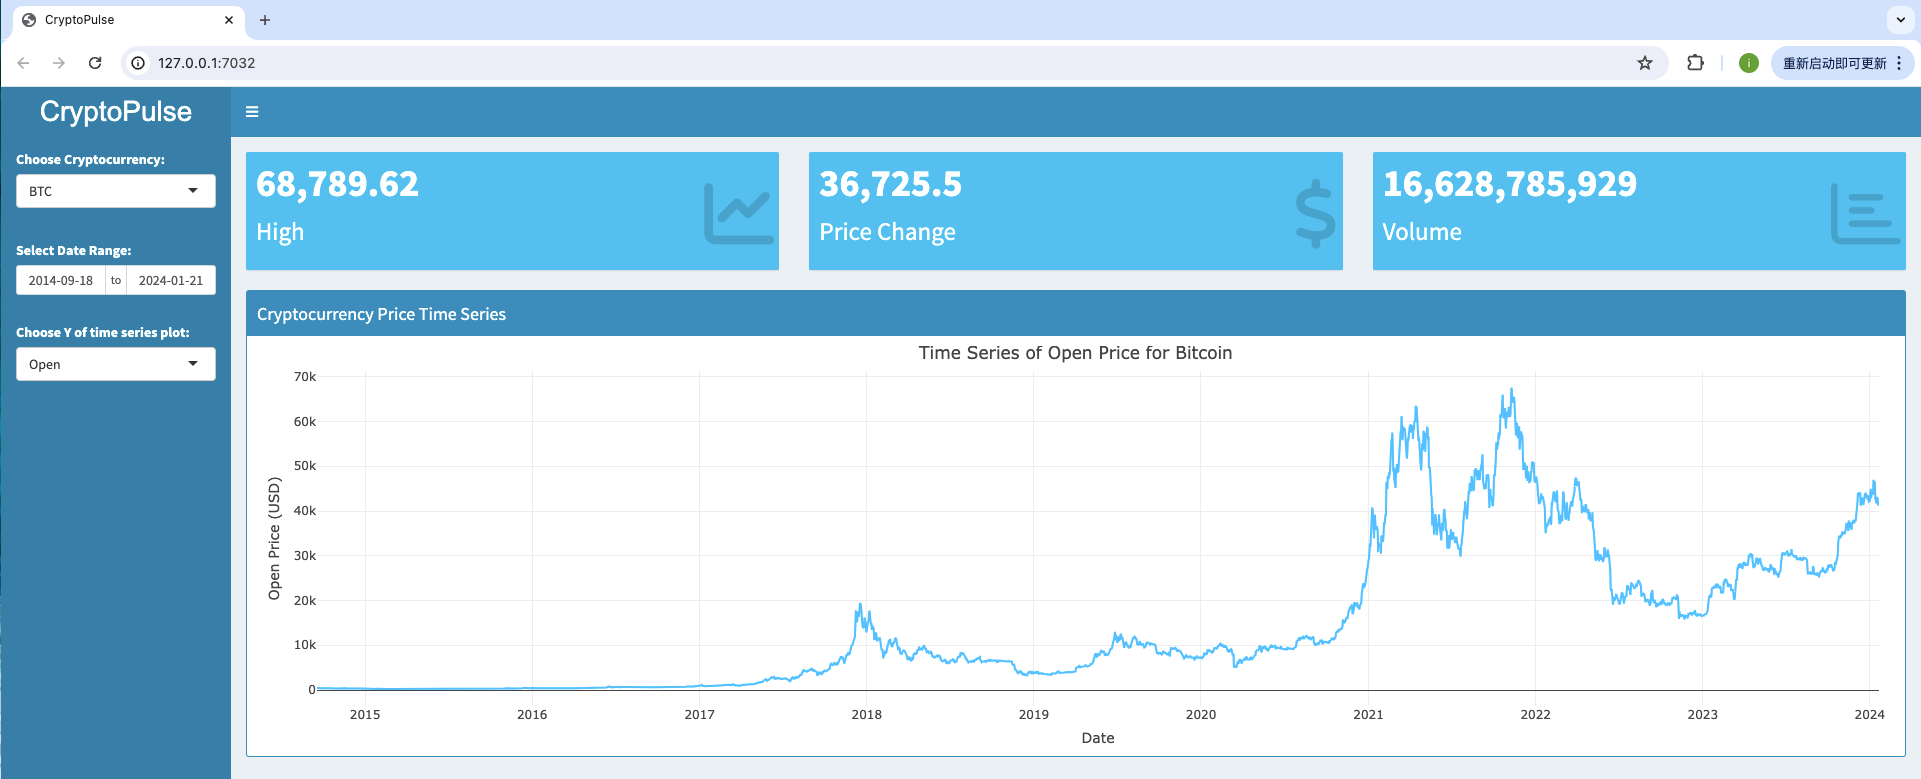 CryptoPulse
127.0.0.1:7032
i
重新启动即可更新
CryptoPulse
Choose Cryptocurrency:
BTC
Select Date Range:
2014-09-18 to 2024-01-21
Choose Y of time series plot:
Open
68,789.62
High
36,725.5
Price Change
16,628,785,929
Volume
Cryptocurrency Price Time Series
Time Series of Open Price for Bitcoin
70k
60k
50k
40k
30k
20k
10k
0
Open Price (USD)
2015 2016 2017 2018 2019 2020 2021 2022 2023 2024
Date